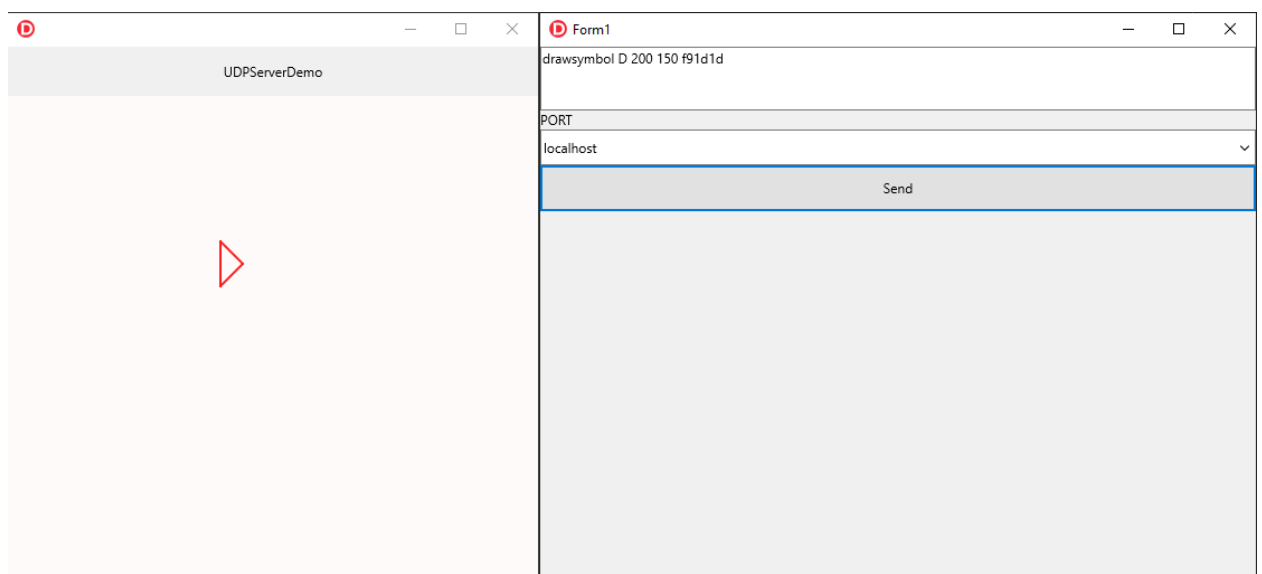 UDPServerDemo
Form1
drawsymbol D 200 150 f91d1d
PORT
localhost
Send